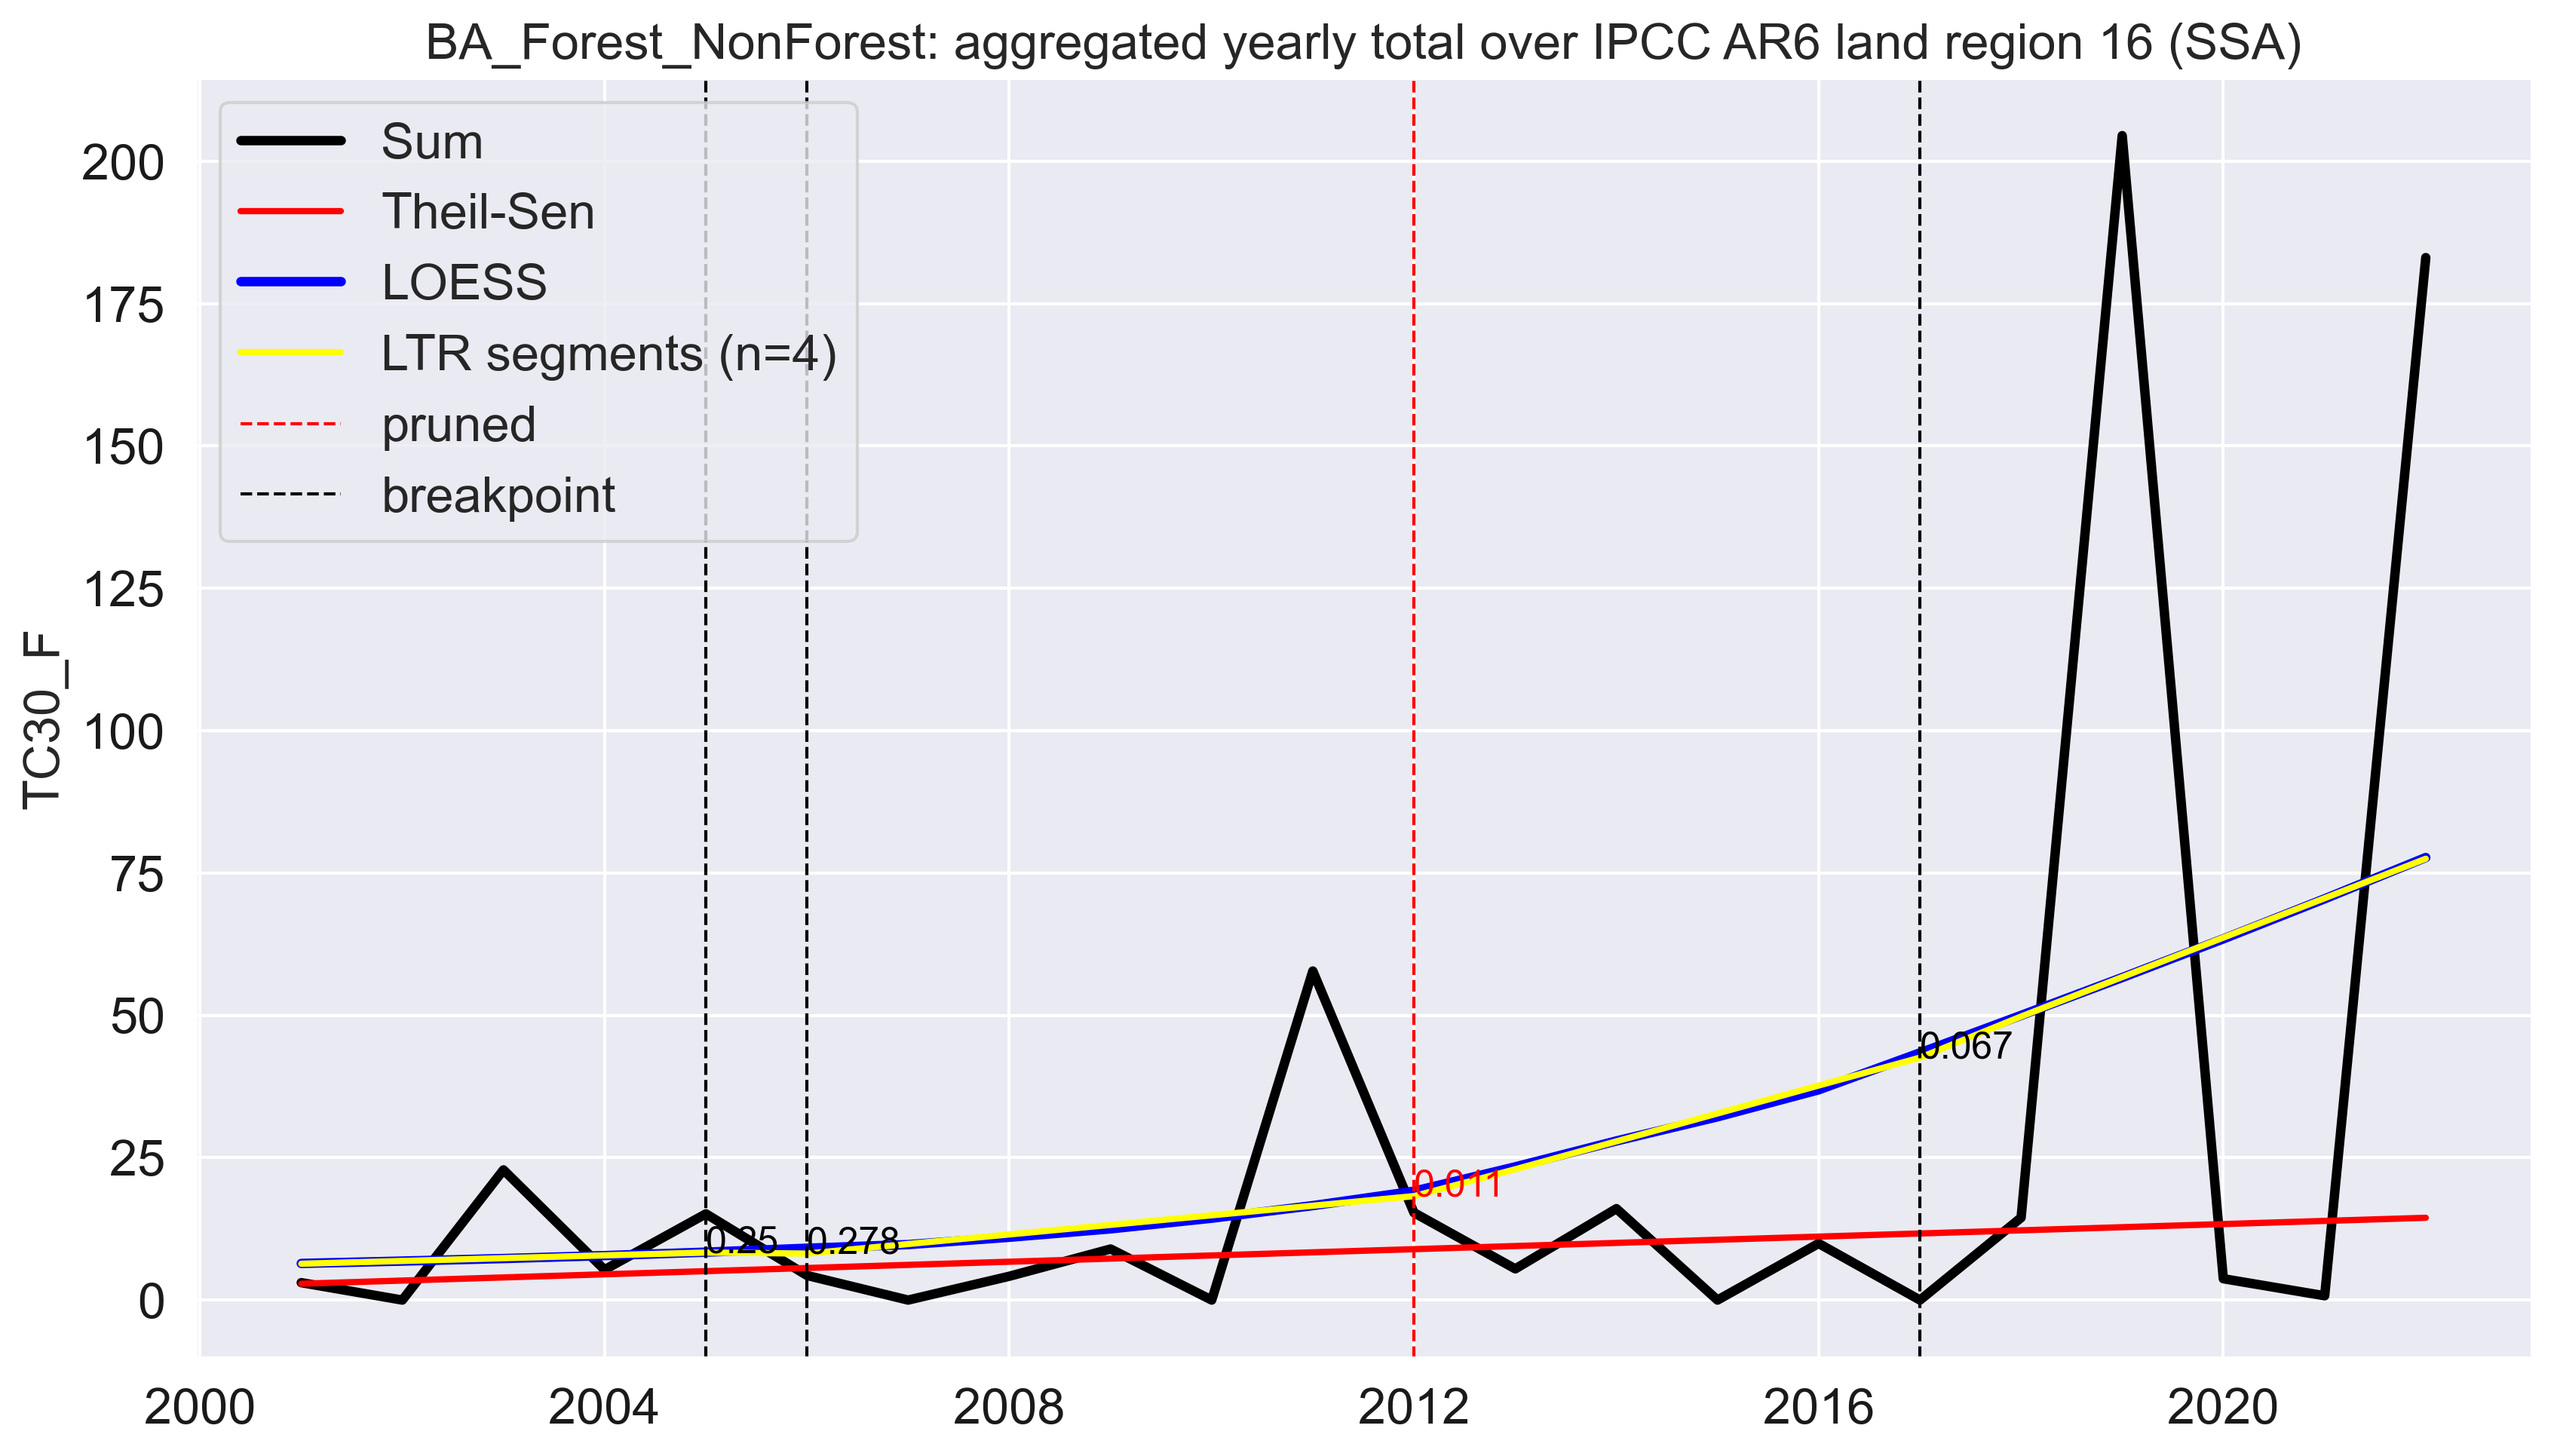 BA_Forest_NonForest: aggregated yearly total over IPCC AR6 land region 16 (SSA)
Sum
Theil-Sen
LOESS
LTR segments (n=4)
pruned
breakpoint
TC30_F
200
175
150
125
100
75
50
25
0
0.25
0.278
0.011
0.067
2000
2004
2008
2012
2016
2020